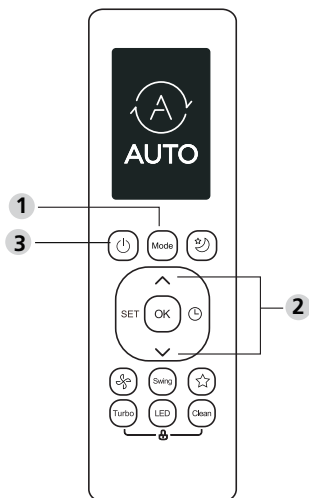 A
AUTO
1
3
Mode
2
SET
OK
Swing
Turbo
LED
Clean